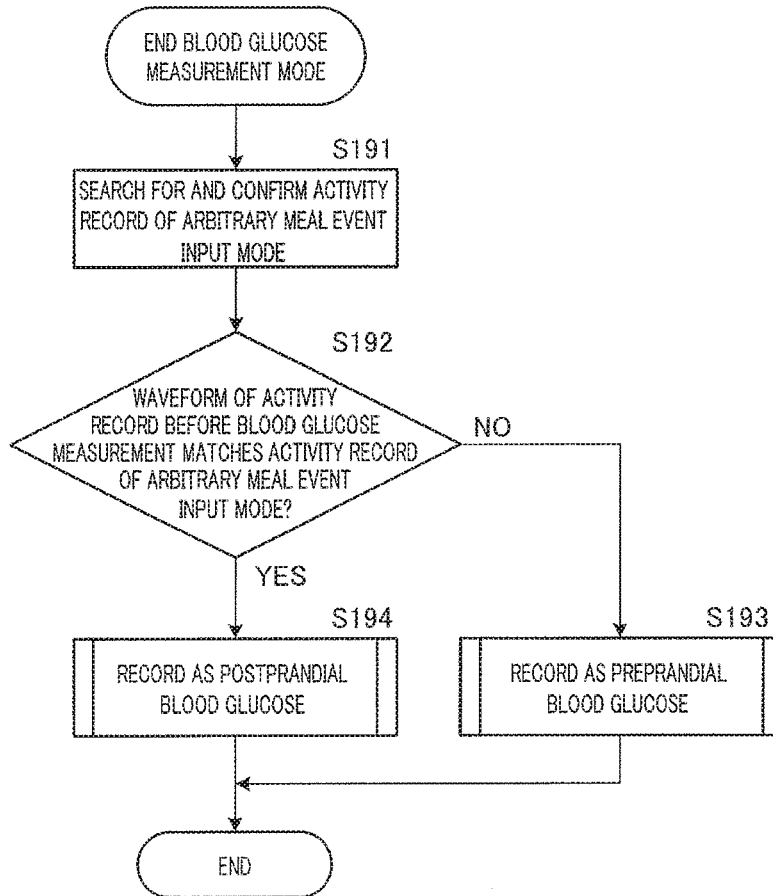 END BLOOD GLUCOSE
MEASUREMENT MODE
S191
SEARCH FOR AND CONFIRM ACTIVITY
RECORD OF ARBITRARY MEAL EVENT
INPUT MODE
S192
WAVEFORM OF ACTIVITY
RECORD BEFORE BLOOD GLUCOSE
MEASUREMENT MATCHES ACTIVITY RECORD
OF ARBITRARY MEAL EVENT
INPUT MODE?
NO
YES
S194
RECORD AS POSTPRANDIAL
BLOOD GLUCOSE
S193
RECORD AS PREPRANDIAL
BLOOD GLUCOSE
END